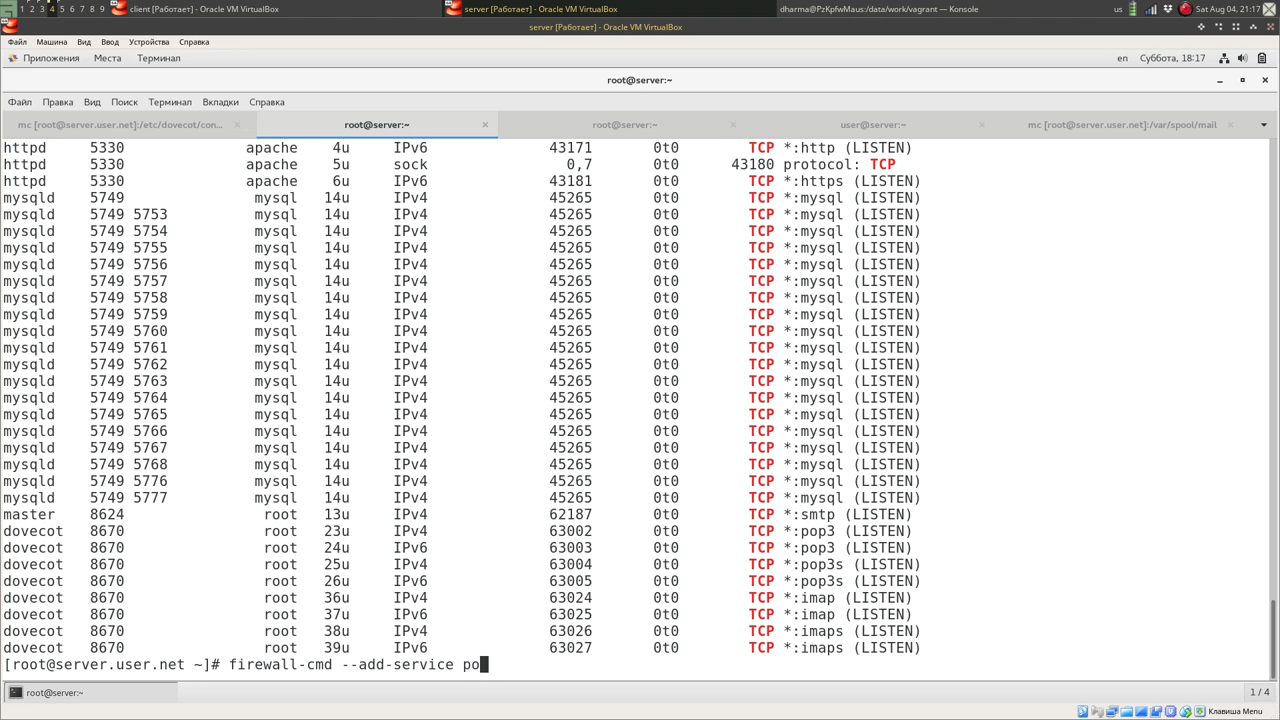 1 2 3 4 5 6 7 8 9 client [Работает] - Oracle VM VirtualBox server [Работает] - Oracle VM VirtualBox dharma@PzKpfwMaus:/data/work/vagrant — Konsole us Sat Aug 04, 21:17
server [Работает] - Oracle VM VirtualBox
Файл Машина Вид Ввод Устройства Справка
Приложения Места Терминал en Суббота, 18:17
root@server:~
Файл Правка Вид Поиск Терминал Вкладки Справка
mc [root@server.user.net]:/etc/dovecot/con... root@server:~ root@server:~ user@server:~ mc [root@server.user.net]:/var/spool/mail
httpd 5330 apache 4u IPv6 43171 0t0 TCP *:http (LISTEN)
httpd 5330 apache 5u sock 0,7 0t0 43180 protocol: TCP
httpd 5330 apache 6u IPv6 43181 0t0 TCP *:https (LISTEN)
mysqld 5749 mysql 14u IPv4 45265 0t0 TCP *:mysql (LISTEN)
mysqld 5749 5753 mysql 14u IPv4 45265 0t0 TCP *:mysql (LISTEN)
mysqld 5749 5754 mysql 14u IPv4 45265 0t0 TCP *:mysql (LISTEN)
mysqld 5749 5755 mysql 14u IPv4 45265 0t0 TCP *:mysql (LISTEN)
mysqld 5749 5756 mysql 14u IPv4 45265 0t0 TCP *:mysql (LISTEN)
mysqld 5749 5757 mysql 14u IPv4 45265 0t0 TCP *:mysql (LISTEN)
mysqld 5749 5758 mysql 14u IPv4 45265 0t0 TCP *:mysql (LISTEN)
mysqld 5749 5759 mysql 14u IPv4 45265 0t0 TCP *:mysql (LISTEN)
mysqld 5749 5760 mysql 14u IPv4 45265 0t0 TCP *:mysql (LISTEN)
mysqld 5749 5761 mysql 14u IPv4 45265 0t0 TCP *:mysql (LISTEN)
mysqld 5749 5762 mysql 14u IPv4 45265 0t0 TCP *:mysql (LISTEN)
mysqld 5749 5763 mysql 14u IPv4 45265 0t0 TCP *:mysql (LISTEN)
mysqld 5749 5764 mysql 14u IPv4 45265 0t0 TCP *:mysql (LISTEN)
mysqld 5749 5765 mysql 14u IPv4 45265 0t0 TCP *:mysql (LISTEN)
mysqld 5749 5766 mysql 14u IPv4 45265 0t0 TCP *:mysql (LISTEN)
mysqld 5749 5767 mysql 14u IPv4 45265 0t0 TCP *:mysql (LISTEN)
mysqld 5749 5768 mysql 14u IPv4 45265 0t0 TCP *:mysql (LISTEN)
mysqld 5749 5776 mysql 14u IPv4 45265 0t0 TCP *:mysql (LISTEN)
mysqld 5749 5777 mysql 14u IPv4 45265 0t0 TCP *:mysql (LISTEN)
master 8624 root 13u IPv4 62187 0t0 TCP *:smtp (LISTEN)
dovecot 8670 root 23u IPv4 63002 0t0 TCP *:pop3 (LISTEN)
dovecot 8670 root 24u IPv6 63003 0t0 TCP *:pop3 (LISTEN)
dovecot 8670 root 25u IPv4 63004 0t0 TCP *:pop3s (LISTEN)
dovecot 8670 root 26u IPv6 63005 0t0 TCP *:pop3s (LISTEN)
dovecot 8670 root 36u IPv4 63024 0t0 TCP *:imap (LISTEN)
dovecot 8670 root 37u IPv6 63025 0t0 TCP *:imap (LISTEN)
dovecot 8670 root 38u IPv4 63026 0t0 TCP *:imaps (LISTEN)
dovecot 8670 root 39u IPv6 63027 0t0 TCP *:imaps (LISTEN)
[root@server.user.net ~]# firewall-cmd --add-service po
root@server:~ 1 / 4
Клавиша Menu